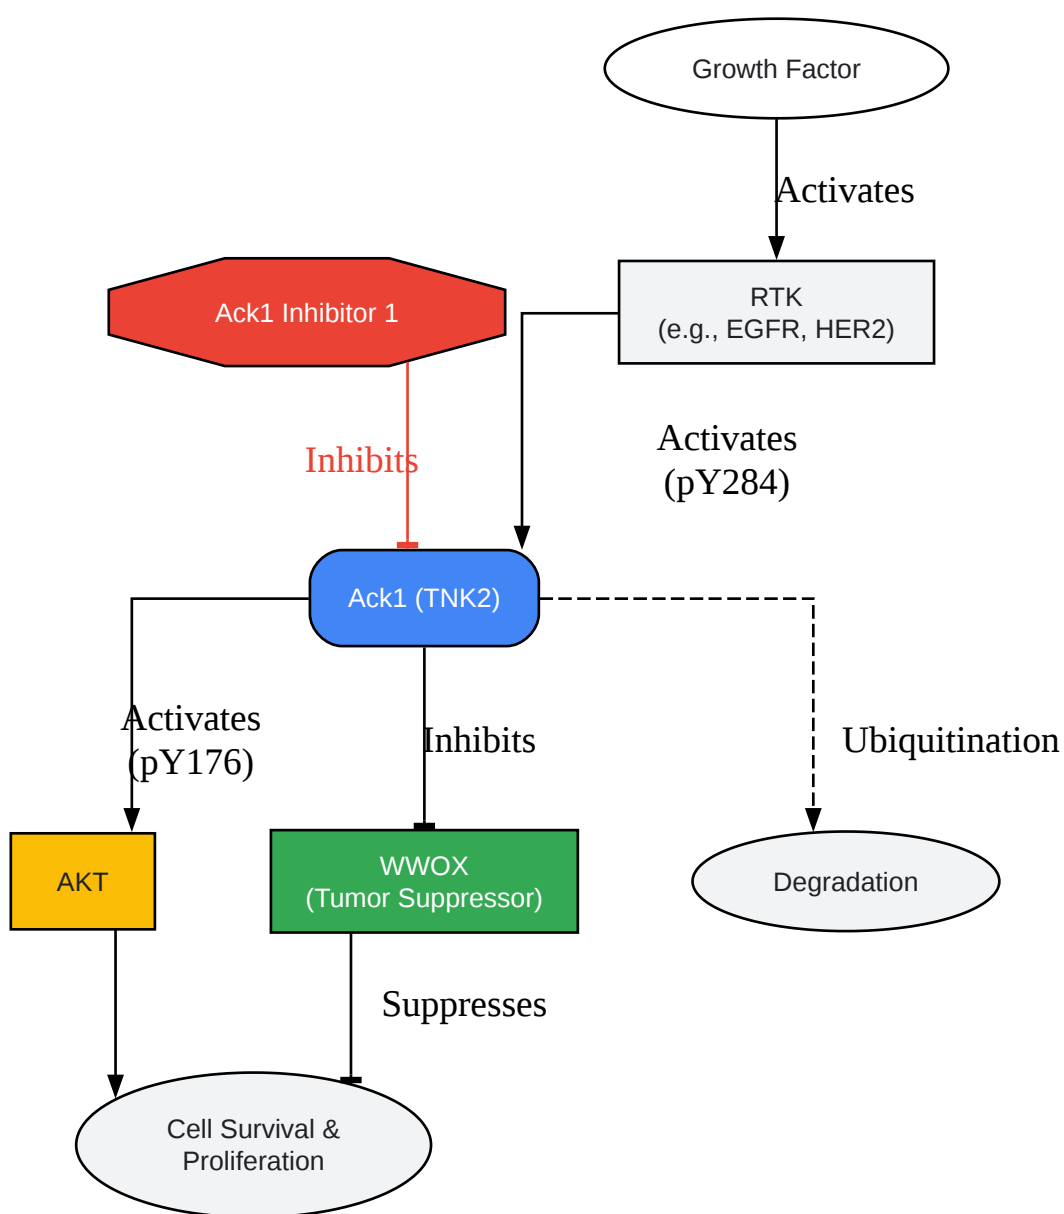 Growth Factor
Activates
RTK
(e.g., EGFR, HER2)
Ack1 Inhibitor 1
Activates
(pY284)
Inhibits
Ack1 (TNK2)
Activates
(pY176)
Inhibits
Ubiquitination
AKT
WWOX
(Tumor Suppressor)
Degradation
Suppresses
Cell Survival &
Proliferation